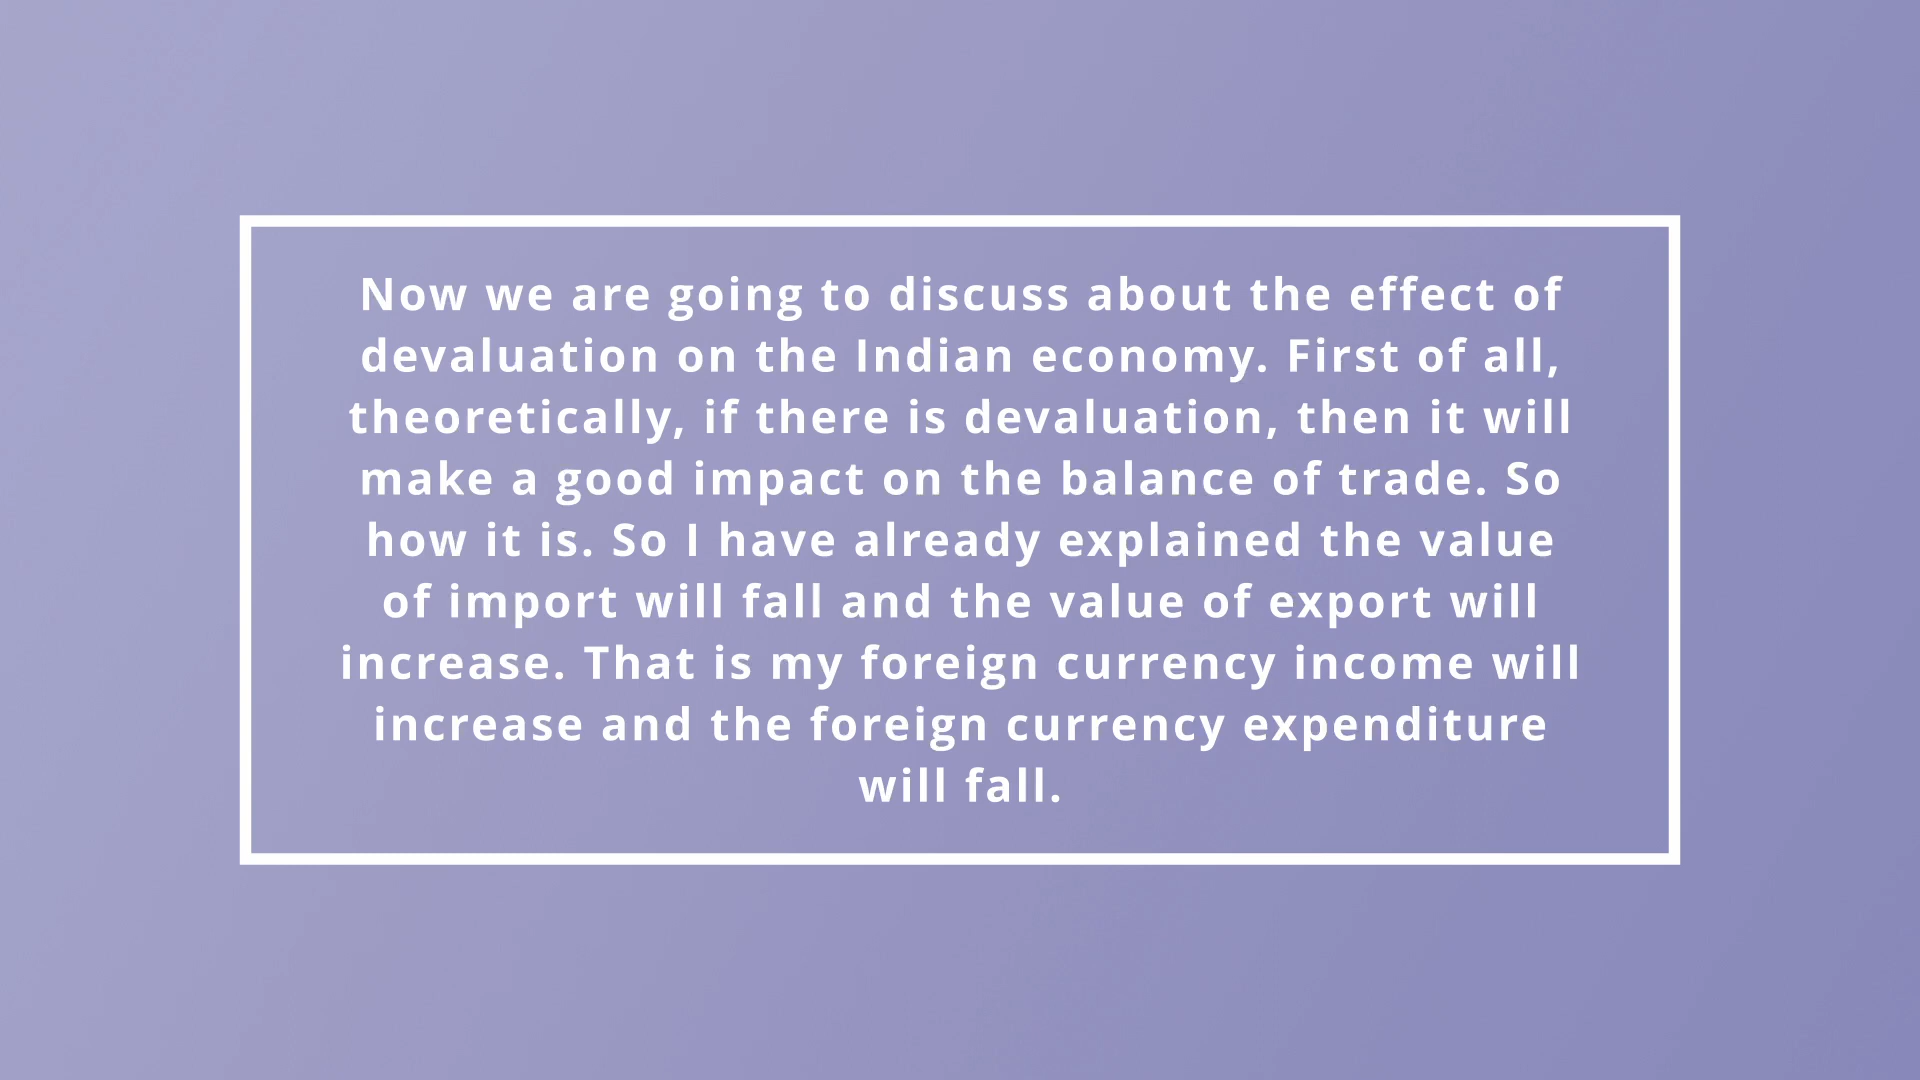 Now we are going to discuss about the effect of
devaluation on the Indian economy. First of all,
theoretically, if there is devaluation, then it will
make a good impact on the balance of trade. So
how it is. So I have already explained the value
of import will fall and the value of export will
increase. That is my foreign currency income will
increase and the foreign currency expenditure
will fall.